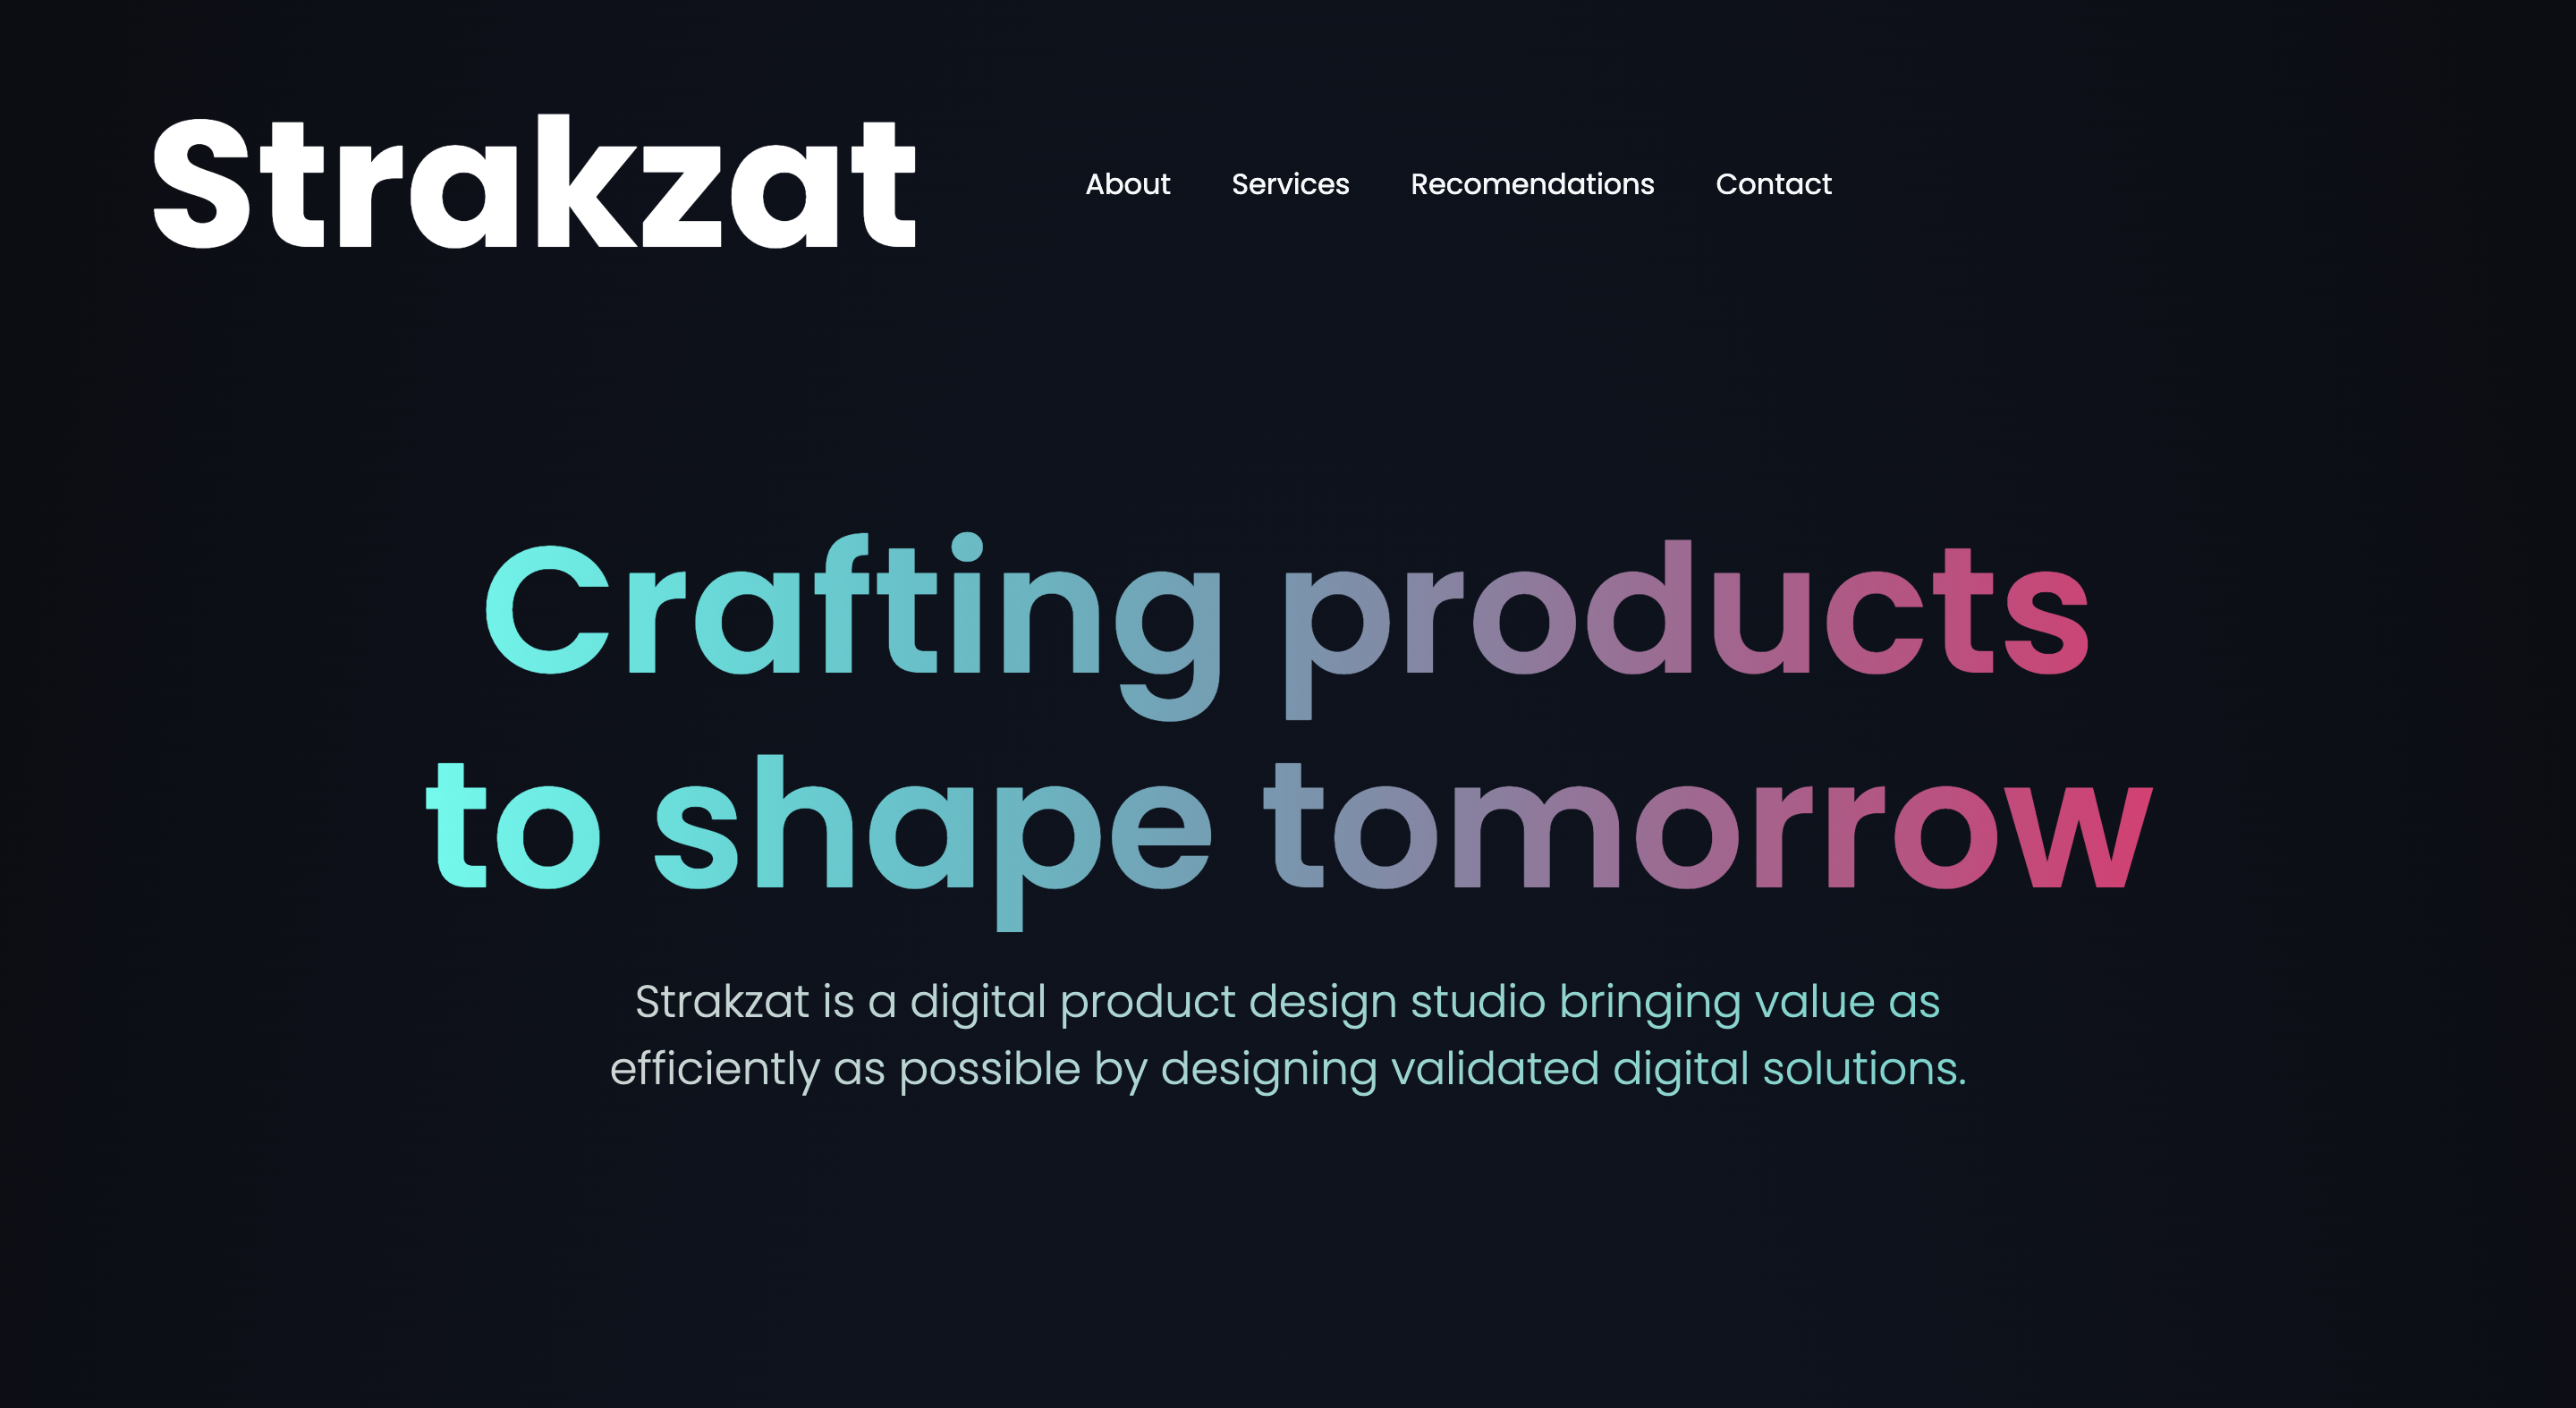 Strakzat
About Services Recomendations Contact
Crafting products
to shape tomorrow
Strakzat is a digital product design studio bringing value as
efficiently as possible by designing validated digital solutions.